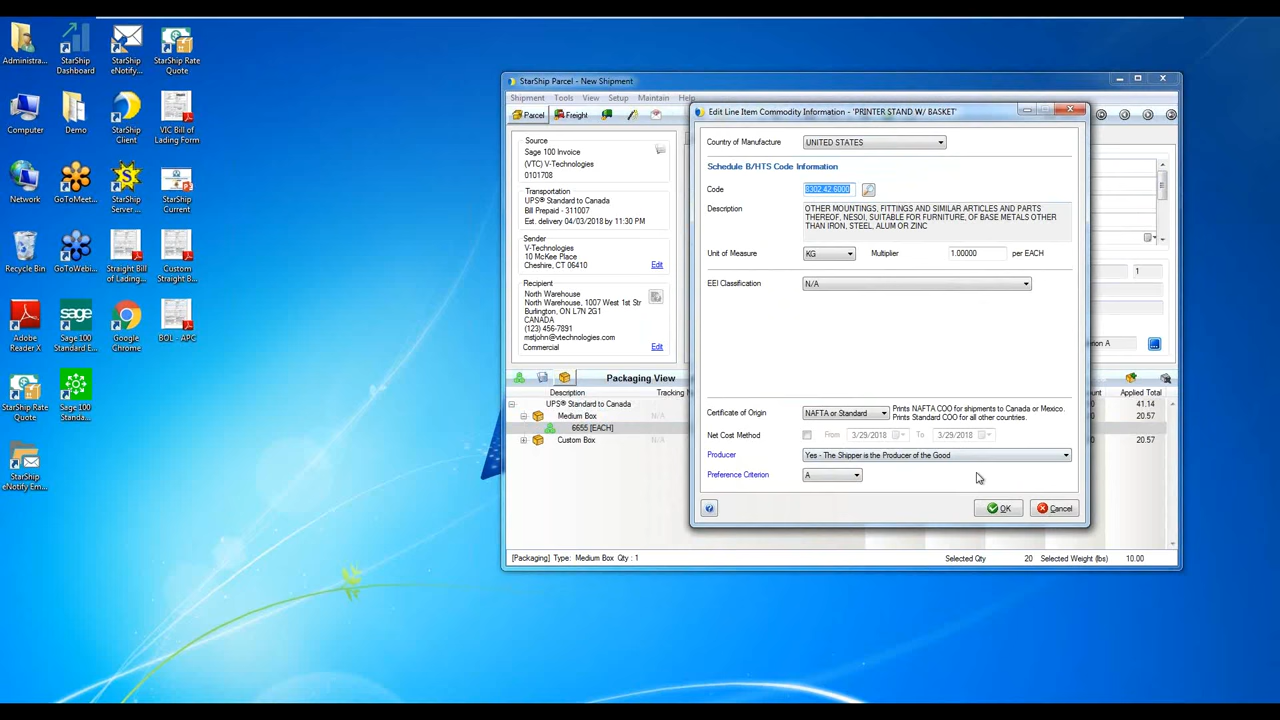 Administra...
StarShip
Dashboard
StarShip
eNotify...
StarShip Rate
Quote
Computer
Demo
StarShip
Client
VIC Bill of
Lading Form
Network
GoToMeet...
StarShip
Server ...
StarShip
Current
Recycle Bin
GoToWebi...
Straight Bill
of Lading...
Custom
Straight B...
Adobe
Reader X
Sage 100
Standard E...
Google
Chrome
BOL - APC
StarShip Rate
Quote
Sage 100
Standa...
StarShip
eNotify Em...
StarShip Parcel - New Shipment
Shipment Tools View Setup Maintain Help
Parcel Freight
Source
Sage 100 Invoice
(VTC) V-Technologies
0101708
Transportation
UPS® Standard to Canada
Bill Prepaid - 311007
Est. delivery 04/03/2018 by 11:30 PM
Sender
V-Technologies
10 McKee Place
Cheshire, CT 06410
Edit
Recipient
North Warehouse
North Warehouse, 1007 West 1st Str
Burlington, ON L7N 2G1
CANADA
(123) 456-7891
mstjohn@vtechnologies.com
Commercial
Edit
Packaging View
Description Tracking N
UPS® Standard to Canada
Medium Box N/A
6655 [EACH]
Custom Box N/A
[Packaging] Type: Medium Box Qty : 1
Edit Line Item Commodity Information - 'PRINTER STAND W/ BASKET'
Country of Manufacture UNITED STATES
Schedule B/HTS Code Information
Code 8302.42.6000
Description OTHER MOUNTINGS, FITTINGS AND SIMILAR ARTICLES AND PARTS
THEREOF, NESOI, SUITABLE FOR FURNITURE, OF BASE METALS OTHER
THAN IRON, STEEL, ALUM OR ZINC
Unit of Measure KG Multiplier 1.00000 per EACH
EEI Classification N/A
Certificate of Origin NAFTA or Standard Prints NAFTA COO for shipments to Canada or Mexico.
Prints Standard COO for all other countries.
Net Cost Method From 3/29/2018 To 3/29/2018
Producer Yes - The Shipper is the Producer of the Good
Preference Criterion A
? OK Cancel
1
rion A
ount Applied Total
41.14
20.57
20.57
Selected Qty 20 Selected Weight (lbs) 10.00